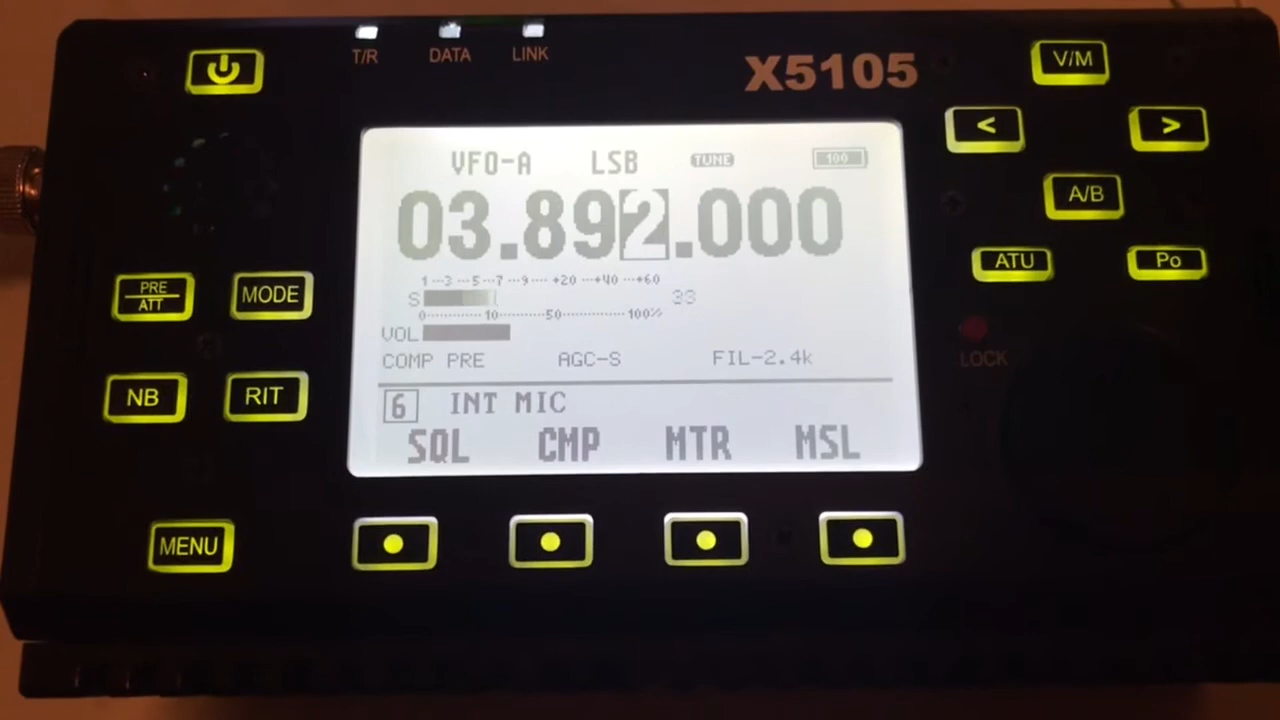 T/R DATA LINK
X5105
V/M
< >
A/B
ATU Po
LOCK
PRE
ATT
MODE
NB RIT
MENU
VFO-A LSB TUNE 100
03.892.000
1 3 5 7 9 +20 +40 +60
S 33
0 10 50 100%
VOL
COMP PRE AGC-S FIL-2.4k
6 INT MIC
SQL CMP MTR MSL